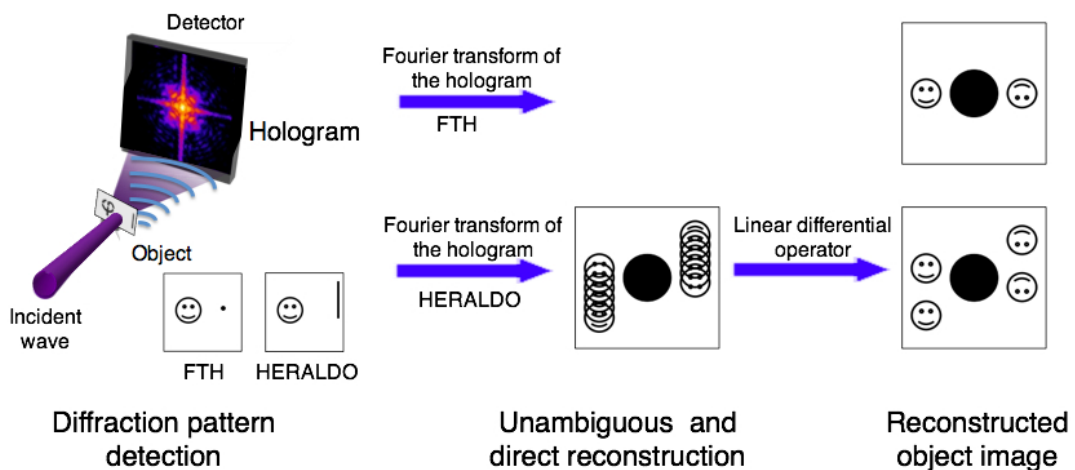 Detector
Hologram
Object
Incident
wave
FTH
HERALDO
Diffraction pattern
detection
Fourier transform of
the hologram
FTH
Fourier transform of
the hologram
HERALDO
Linear differential
operator
Unambiguous and
direct reconstruction
Reconstructed
object image